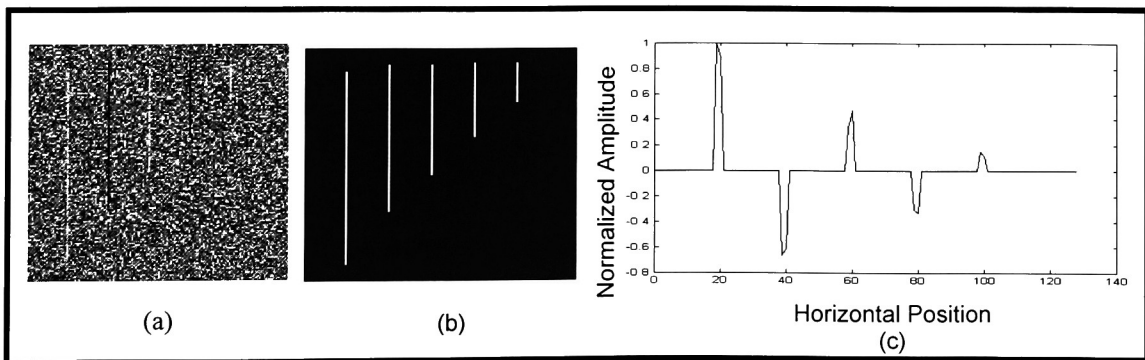 1
0 8
0 6
0 4
0 2
0
-0 2
-0 4
-0 6
-0 8
0 20 40 60 80 100 120 140
Normalized Amplitude
Horizontal Position
(a)
(b)
(c)